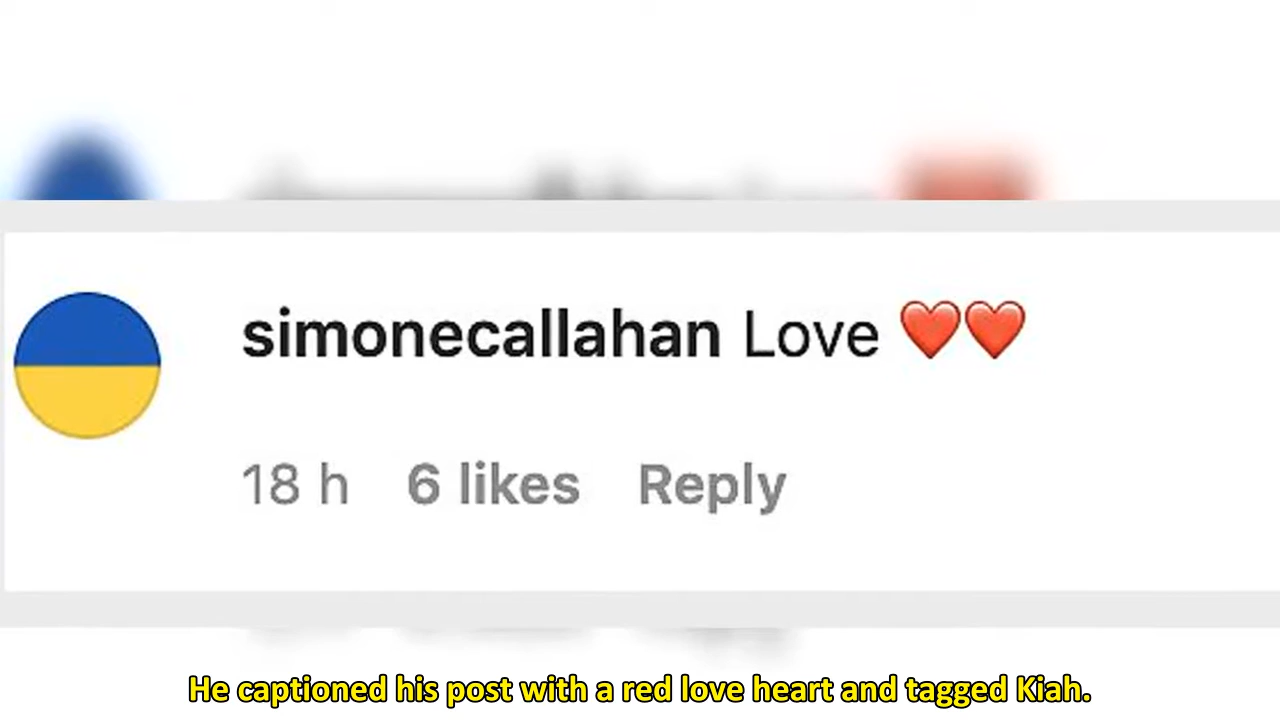 simonecallahan Love ❤️❤️
18 h 6 likes Reply
He captioned his post with a red love heart and tagged Kiah.